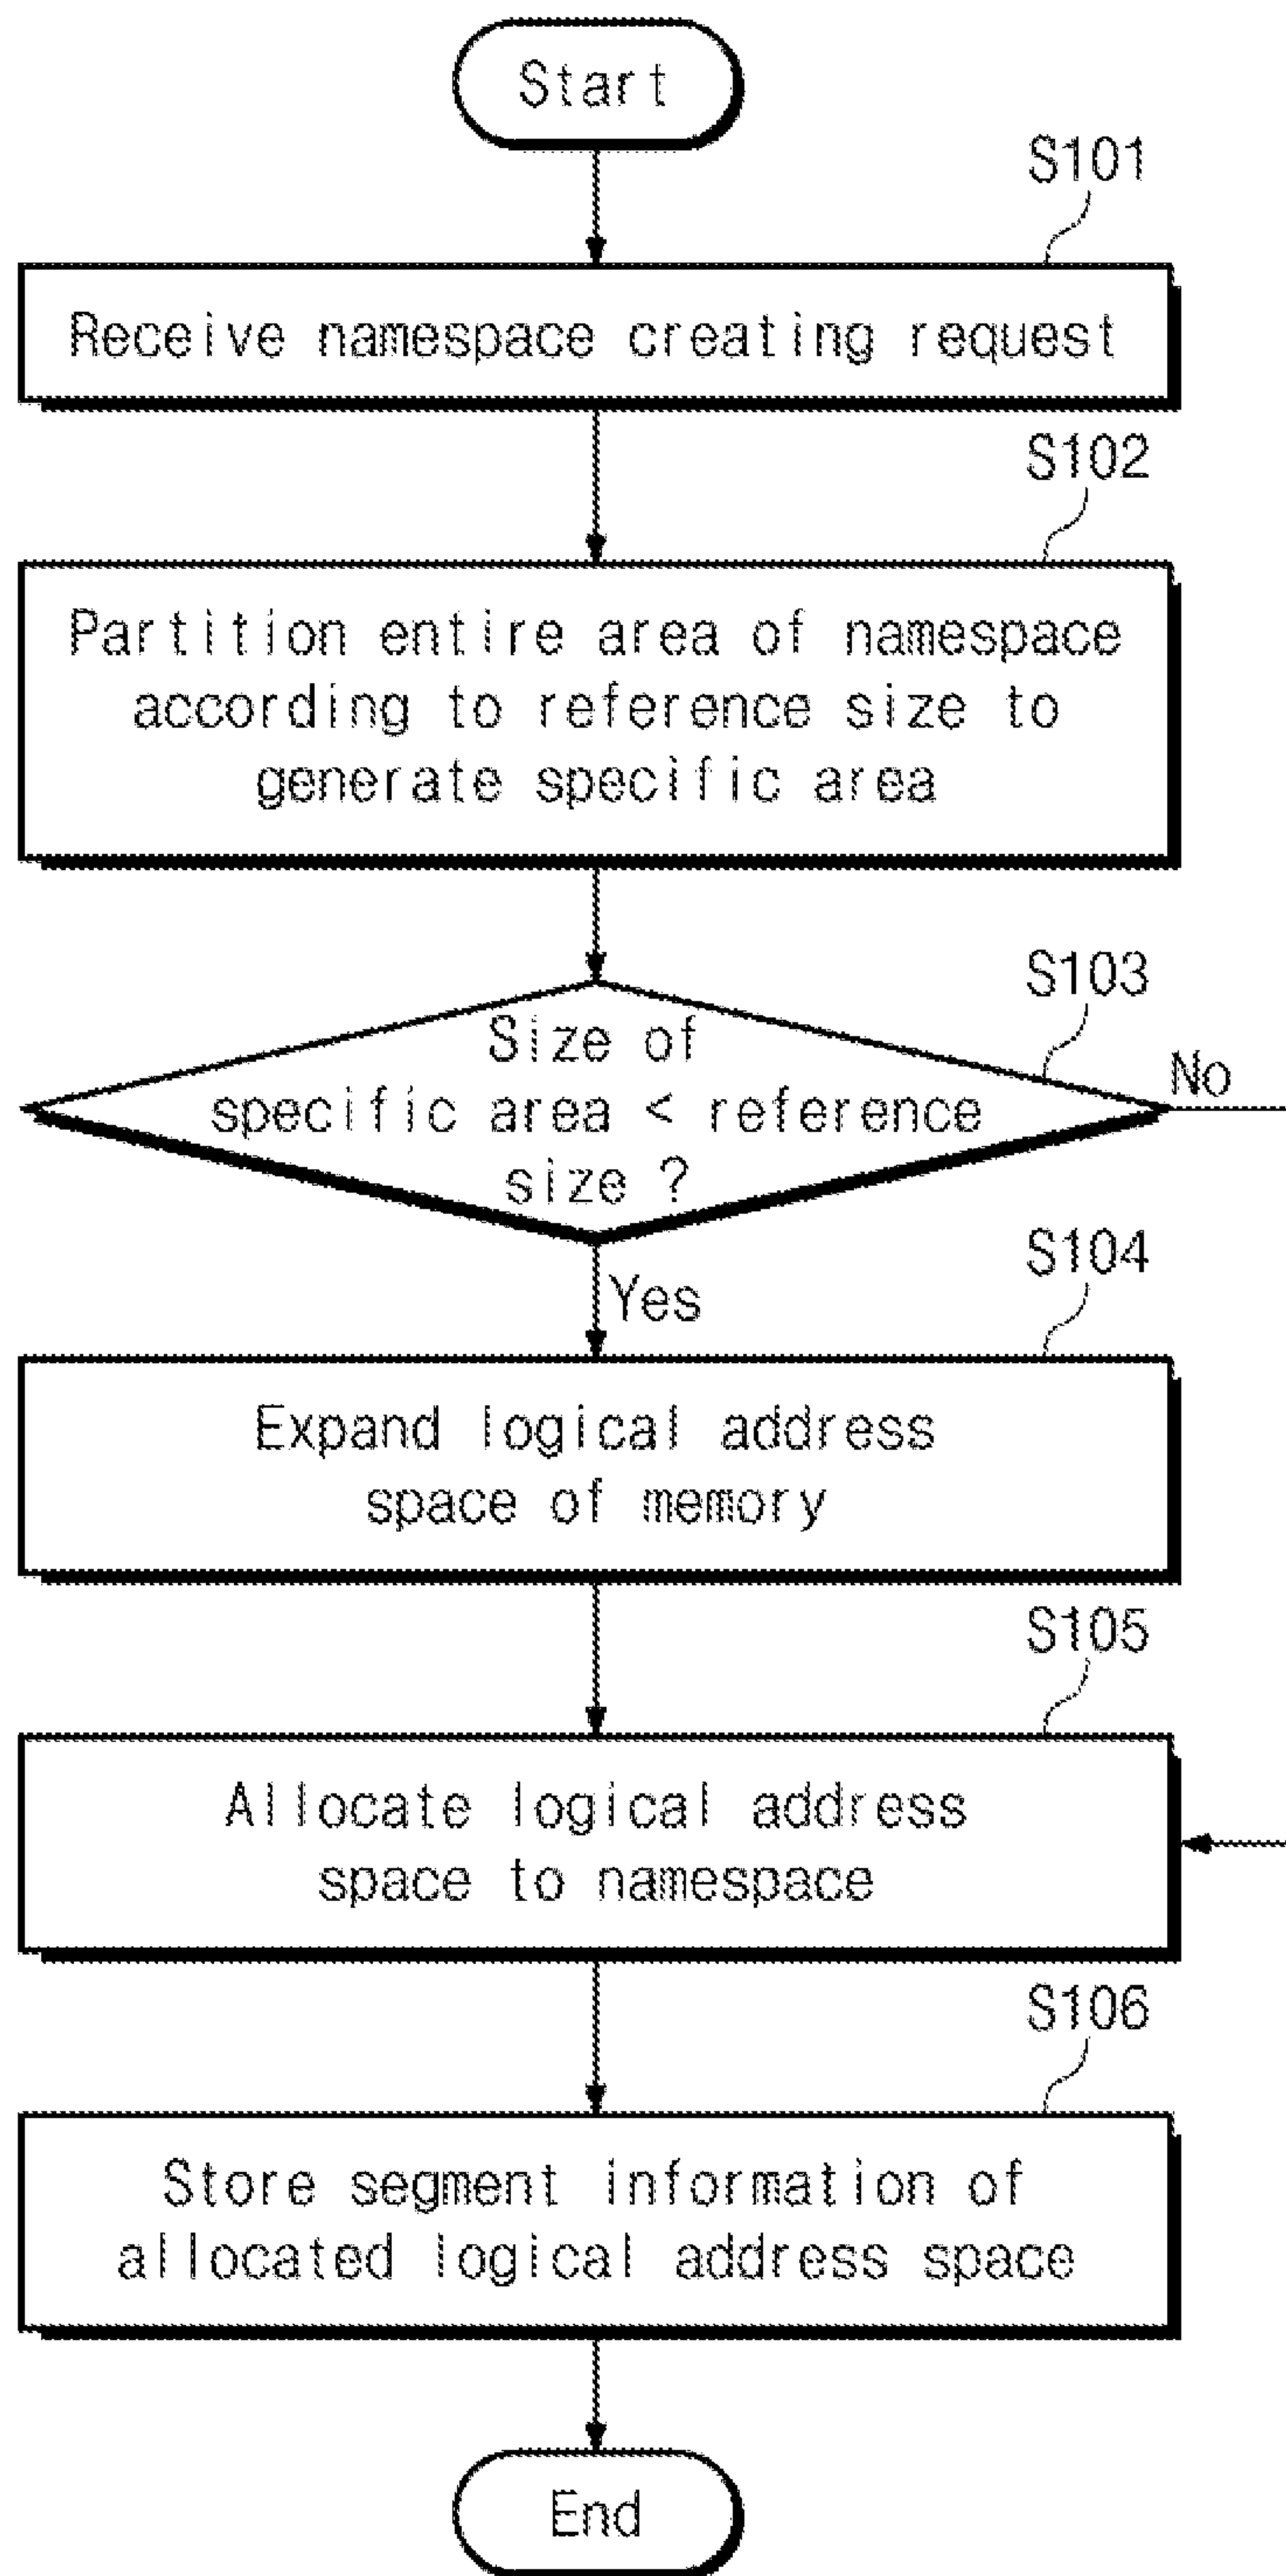 Start
S101
Receive namespace creating request
S102
Partition entire area of namespace
according to reference size to
generate specific area
S103
Size of
specific area < reference
size ?
No
Yes
S104
Expand logical address
space of memory
S105
Allocate logical address
space to namespace
S106
Store segment information of
allocated logical address space
End